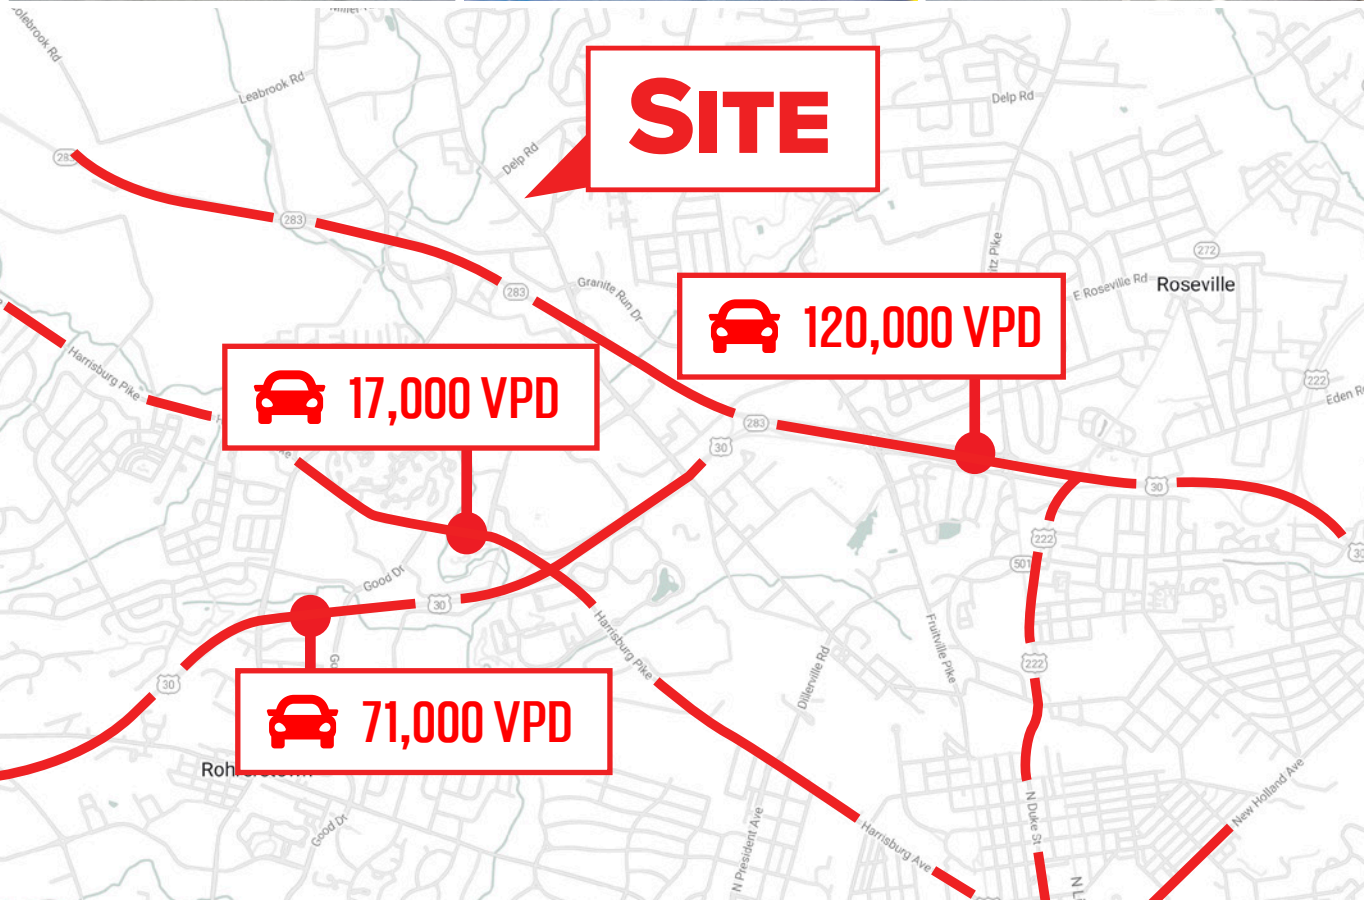 Leabrook Rd
Delp Rd
SITE
Delp Rd
283
283
272
Granite Run Dr
E Roseville Rd
Roseville
283
120,000 VPD
Harrisburg Pike
17,000 VPD
222
Eden
283
30
30
222
501
Good Dr
30
Harrisburg Pike
Fruitville Pike
Dillerville Rd
222
30
71,000 VPD
New Holland Ave
N Duke St
Good Dr
N President Ave
Harrisburg Ave